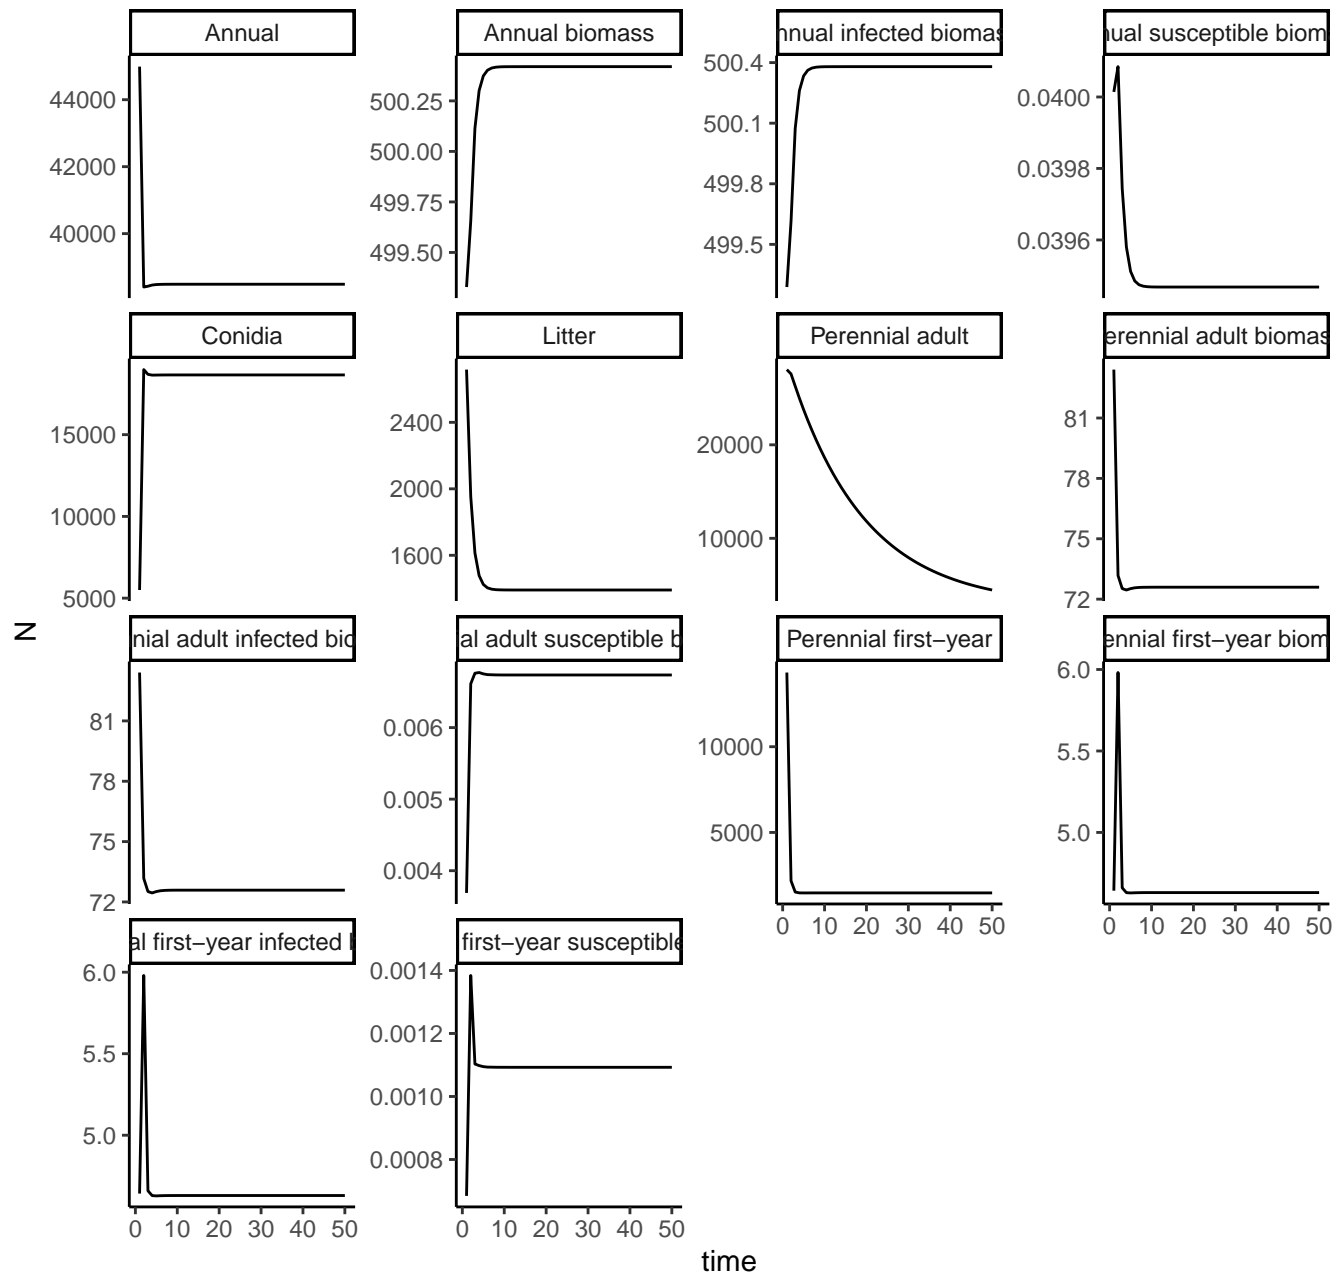 Annual
Annual biomass
nnual infected biomas
nual susceptible biom
44000
42000
40000
500.25
500.00
499.75
499.50
500.4
500.1
499.8
499.5
0.0400
0.0398
0.0396
Conidia
Litter
Perennial adult
erennial adult biomas
15000
10000
5000
2400
2000
1600
20000
10000
81
78
75
72
N
nial adult infected bio
al adult susceptible b
Perennial first−year
ennial first−year biom
81
78
75
72
0.006
0.005
0.004
10000
5000
0 10 20 30 40 50
6.0
5.5
5.0
0 10 20 30 40 50
al first−year infected b
first−year susceptible
6.0
5.5
5.0
0 10 20 30 40 50
0.0014
0.0012
0.0010
0.0008
0 10 20 30 40 50
time